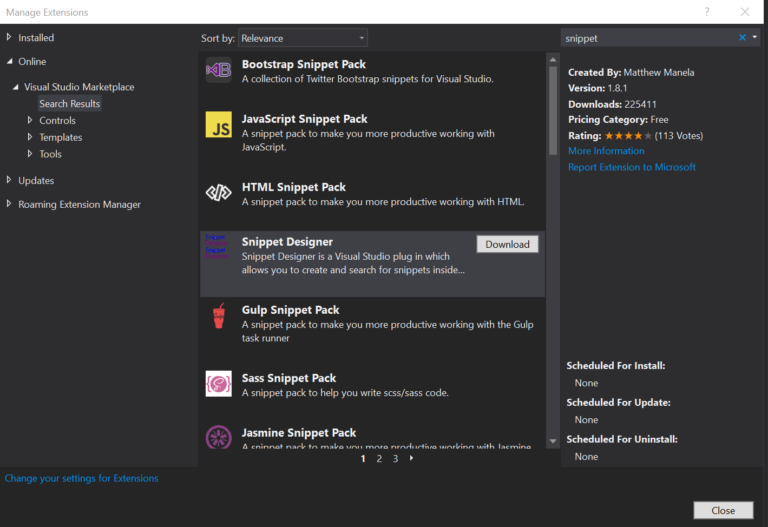 Manage Extensions
?
Installed
Online
Visual Studio Marketplace
Search Results
Controls
Templates
Tools
Updates
Roaming Extension Manager
Change your settings for Extensions
Sort by: Relevance
Bootstrap Snippet Pack
A collection of Twitter Bootstrap snippets for Visual Studio.
JS
JavaScript Snippet Pack
A snippet pack to make you more productive working with
JavaScript.
HTML Snippet Pack
A snippet pack to make you more productive working with HTML.
Snippet Designer
Download
Snippet Designer is a Visual Studio plug in which
allows you to create and search for snippets inside...
Gulp Snippet Pack
A snippet pack to make you more productive working with the Gulp
task runner
Sass Snippet Pack
A snippet pack to help you write scss/sass code.
Jasmine Snippet Pack
A snippet pack to make you more productive working with Jasmine
1 2 3
snippet
Created By: Matthew Manela
Version: 1.8.1
Downloads: 225411
Pricing Category: Free
Rating: ★★★★★ (113 Votes)
More Information
Report Extension to Microsoft
Scheduled For Install:
None
Scheduled For Update:
None
Scheduled For Uninstall:
None
Close